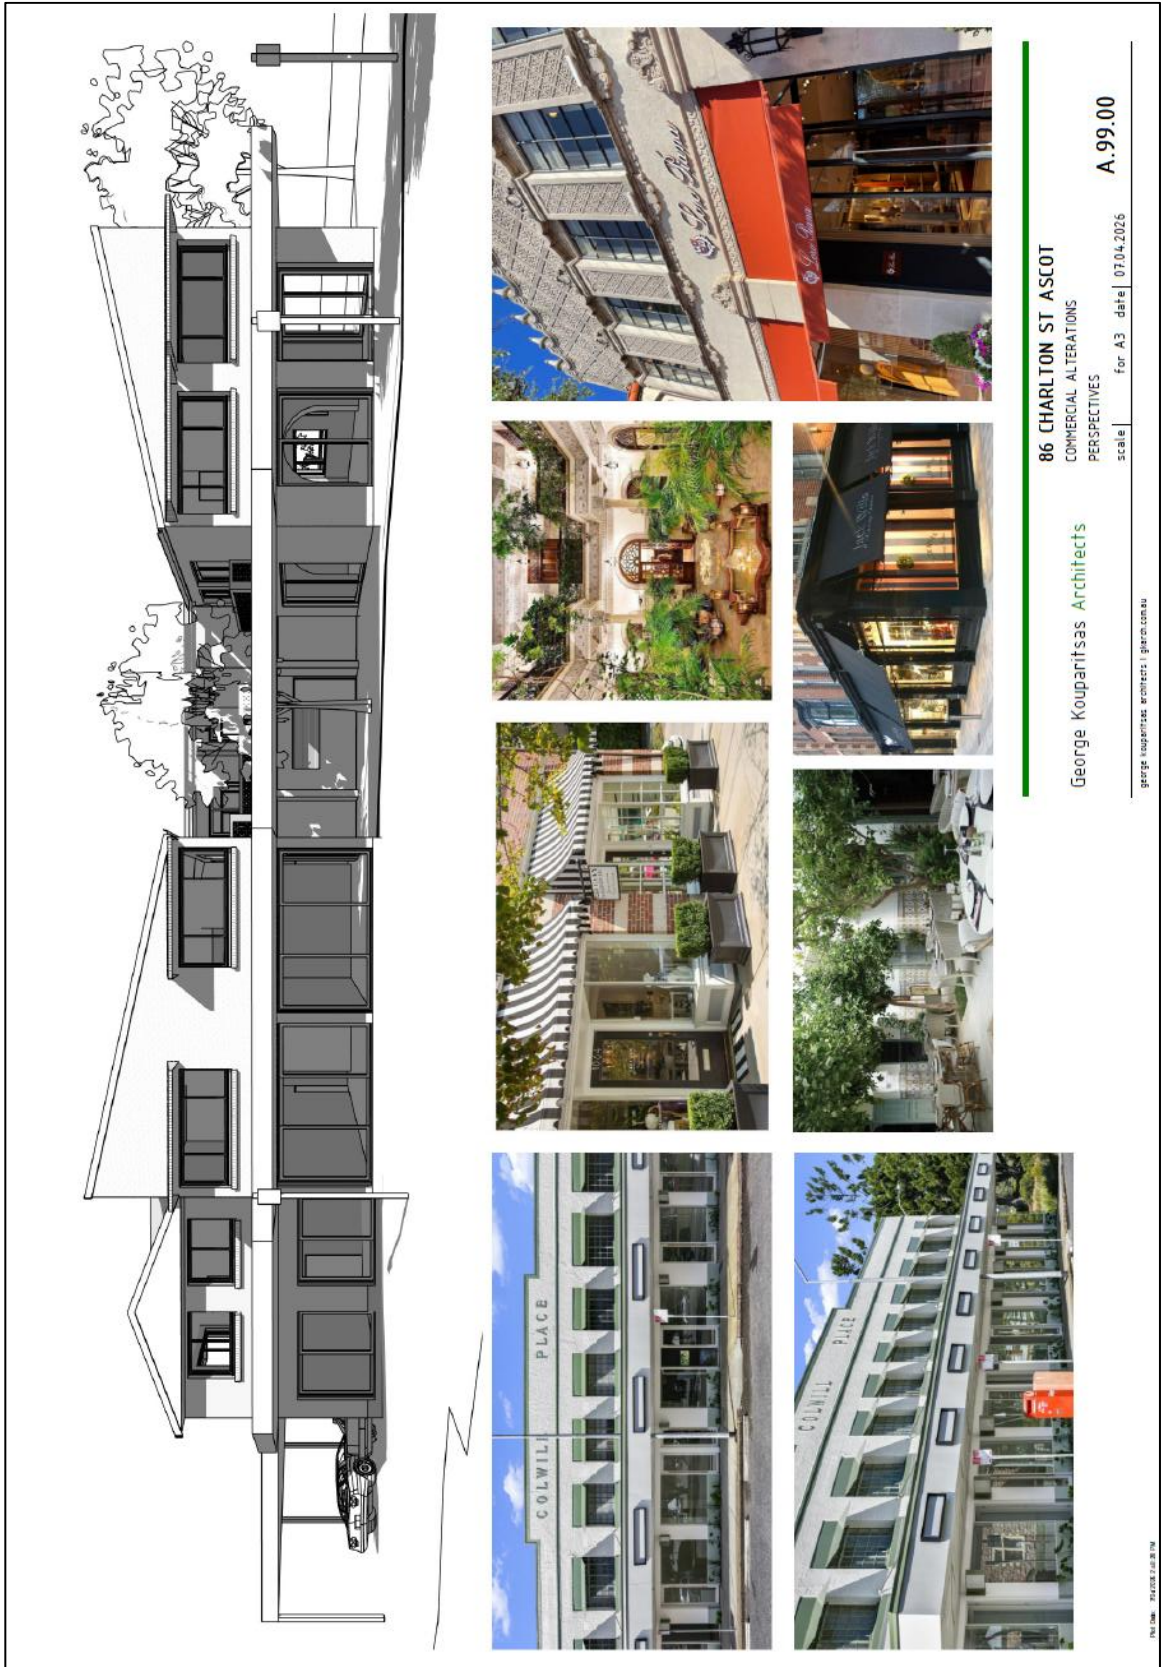 COLWILL PLACE
COLWILL PLACE
86 CHARLTON ST ASCOT
COMMERCIAL ALTERATIONS
PERSPECTIVES
scale | for A3 date | 07.04.2026
A.99.00
George Kouparitsas Architects
george kouparitsas architects | gkarch.com.au